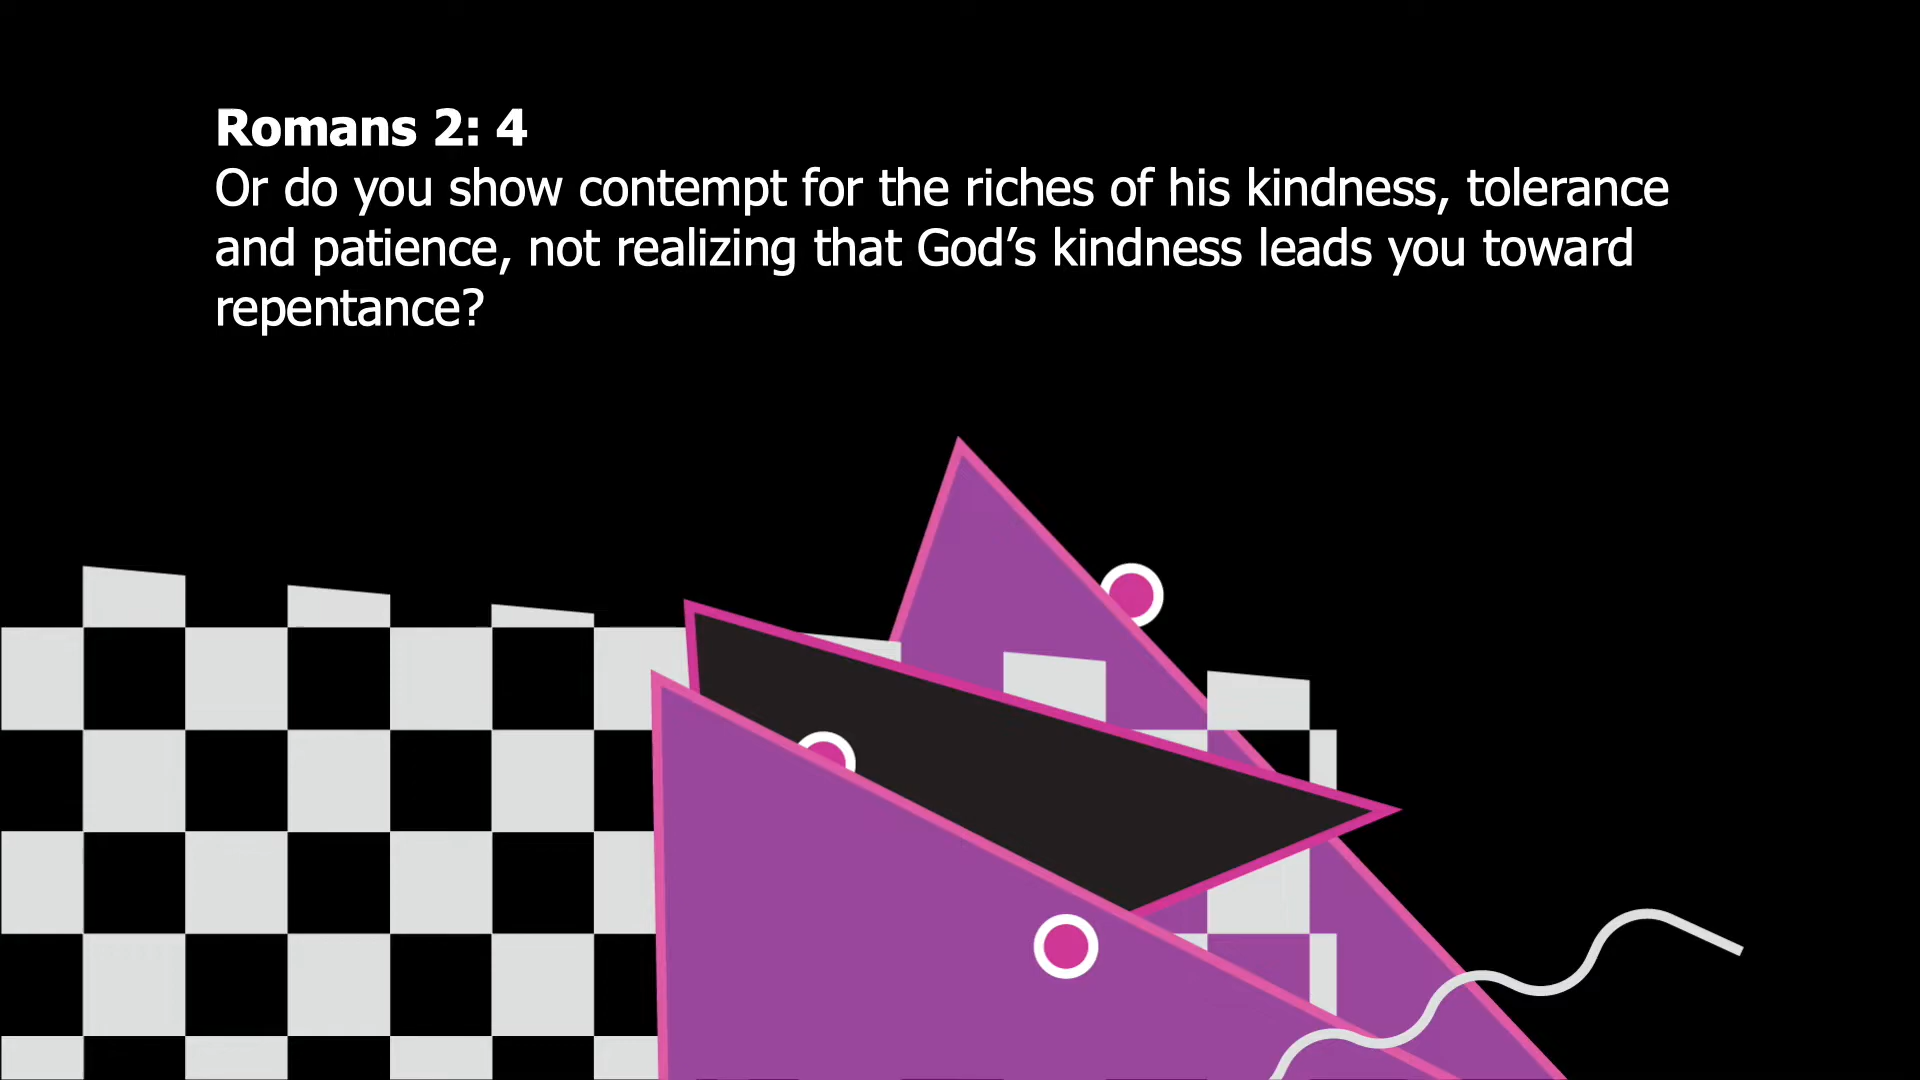 Romans 2: 4
Or do you show contempt for the riches of his kindness, tolerance
and patience, not realizing that God’s kindness leads you toward
repentance?